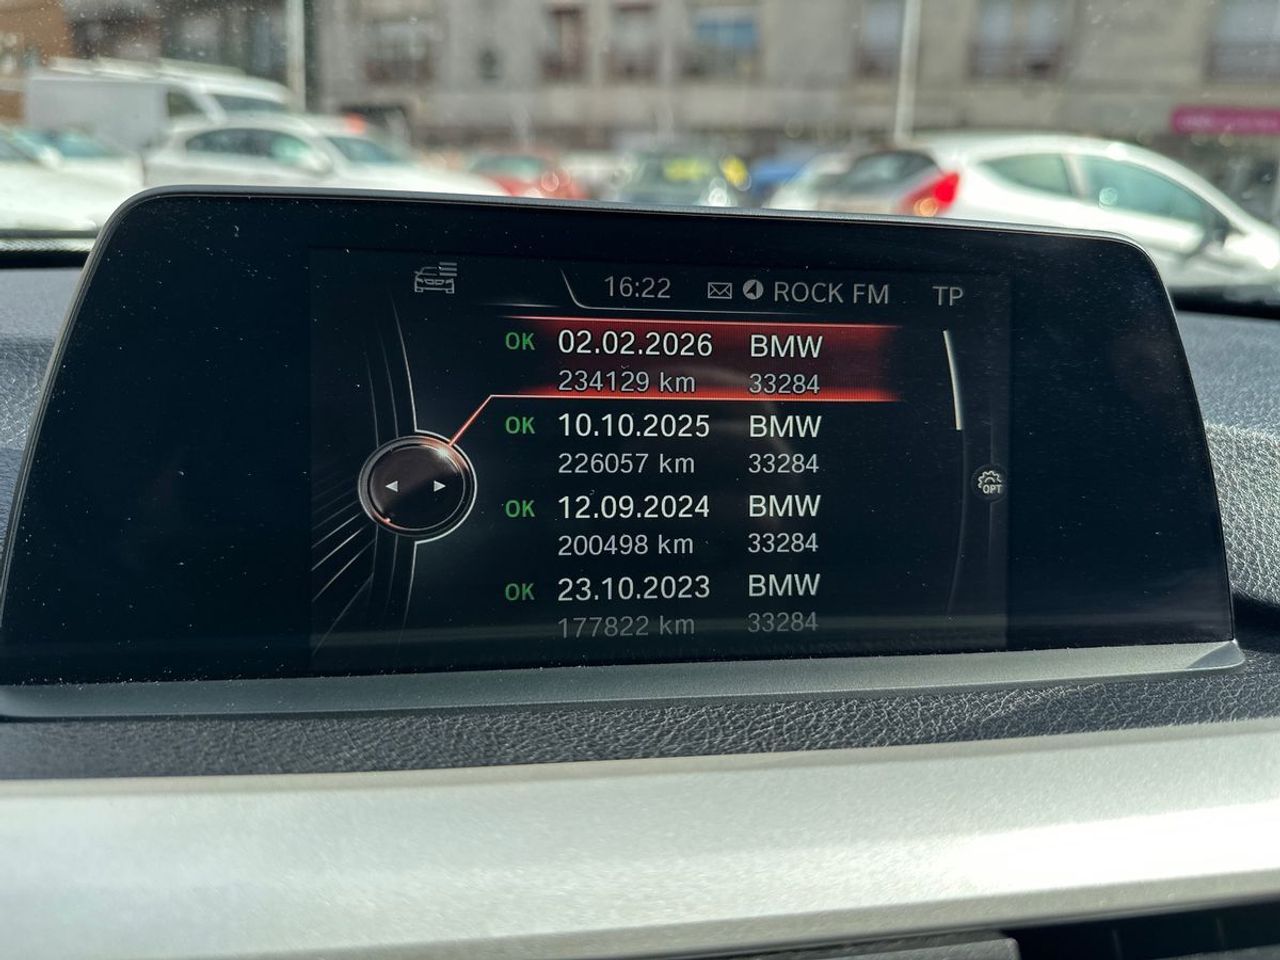 16:22 ROCK FM TP
OK 02.02.2026 BMW
234129 km 33284
OK 10.10.2025 BMW
226057 km 33284
OPT
OK 12.09.2024 BMW
200498 km 33284
OK 23.10.2023 BMW
177822 km 33284